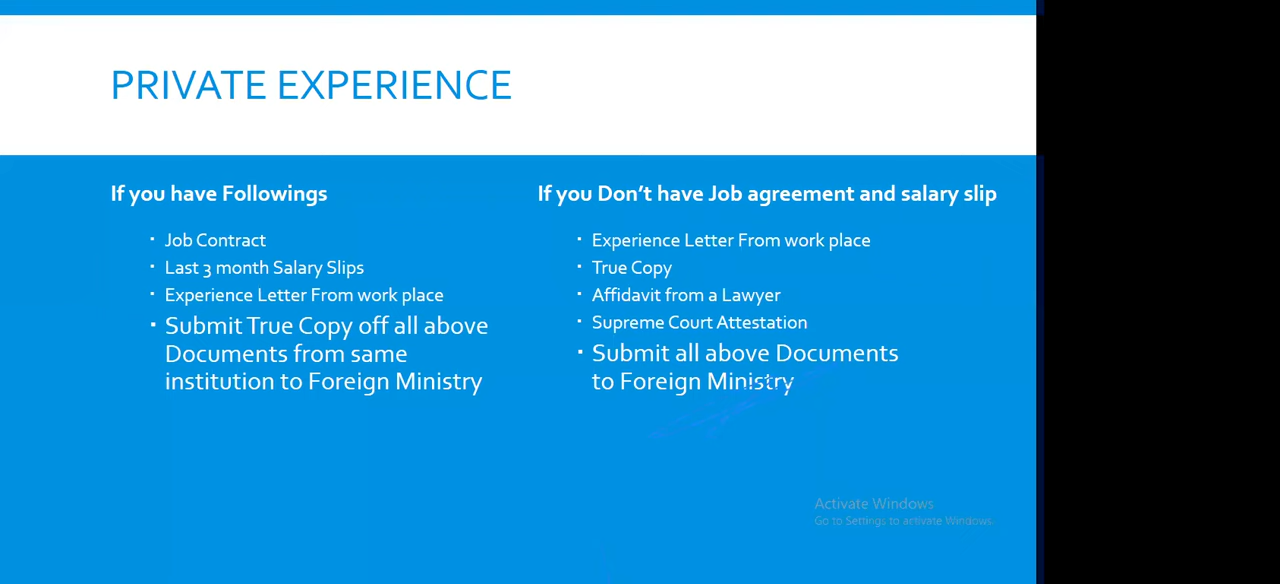 PRIVATE EXPERIENCE
If you have Followings
▪ Job Contract
▪ Last 3 month Salary Slips
▪ Experience Letter From work place
▪ Submit True Copy off all above
Documents from same
institution to Foreign Ministry
If you Don't have Job agreement and salary slip
▪ Experience Letter From work place
▪ True Copy
▪ Affidavit from a Lawyer
▪ Supreme Court Attestation
▪ Submit all above Documents
to Foreign Ministry
Activate Windows
Go to Settings to activate Windows.